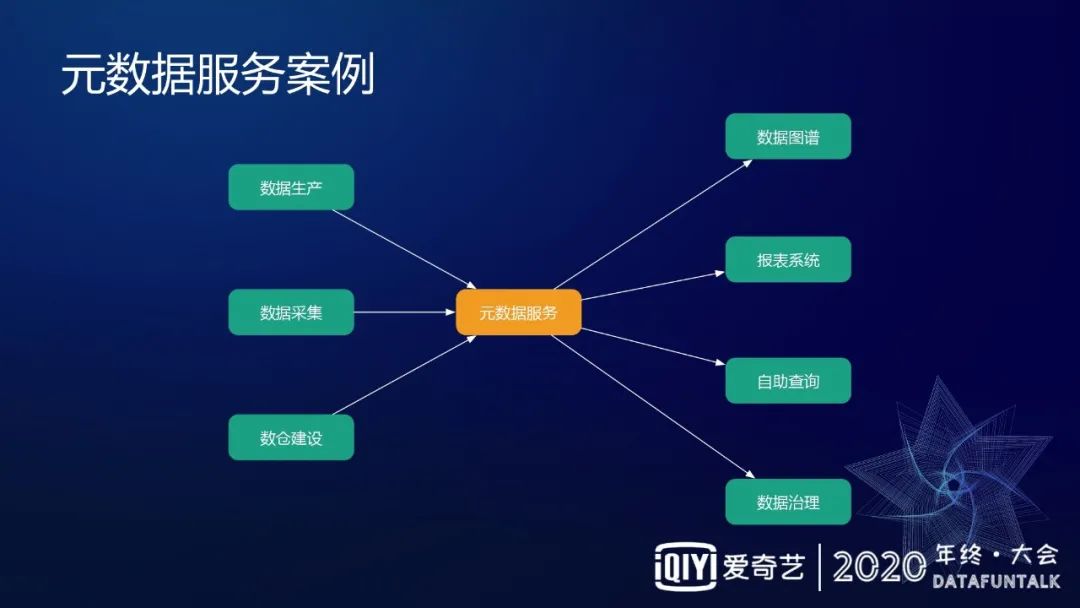 元数据服务案例
数据生产
数据采集
数仓建设
元数据服务
数据图谱
报表系统
自助查询
数据治理
iQIYI 爱奇艺
2020 年终·大会
DATAFUNTALK